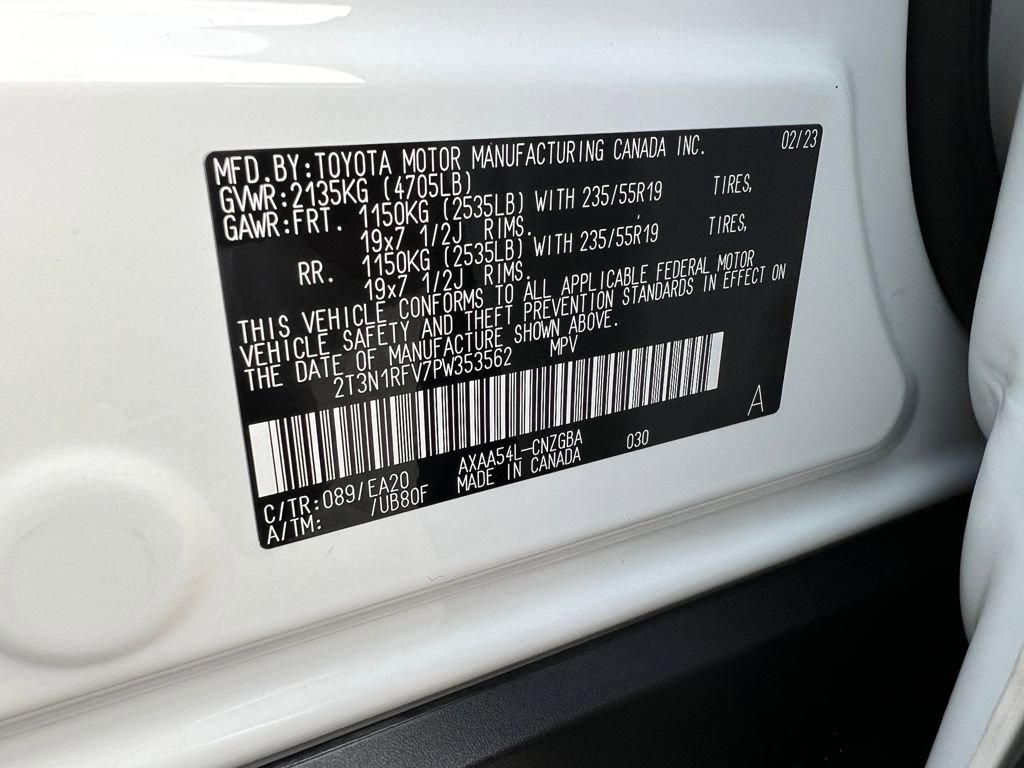 MFD.BY:TOYOTA MOTOR MANUFACTURING CANADA INC. 02/23
GVWR:2135KG (4705LB)
GAWR:FRT. 1150KG (2535LB) WITH 235/55R19 TIRES,
19x7 1/2J RIMS.
RR. 1150KG (2535LB) WITH 235/55R19 TIRES,
19x7 1/2J RIMS.
THIS VEHICLE CONFORMS TO ALL APPLICABLE FEDERAL MOTOR
VEHICLE SAFETY AND THEFT PREVENTION STANDARDS IN EFFECT ON
THE DATE OF MANUFACTURE SHOWN ABOVE.
2T3N1RFV7PW353562 MPV
A
C/TR:089/EA20 AXAA54L-CNZGBA 030
A/TM: /UB80F MADE IN CANADA